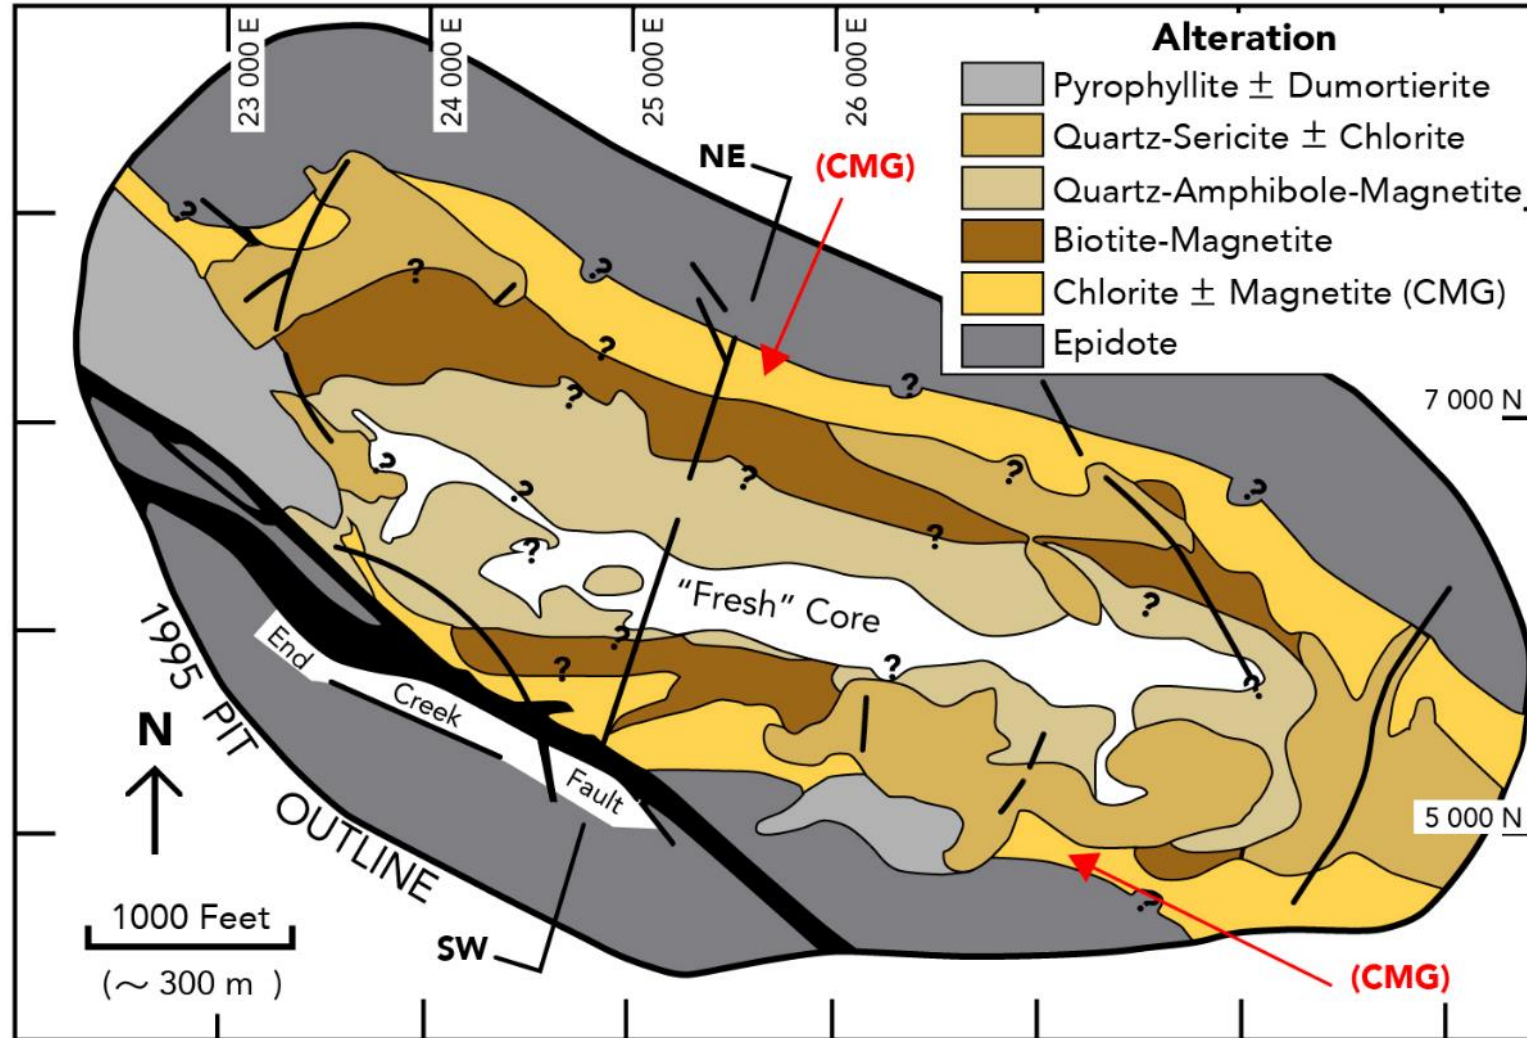 23 000 E
24 000 E
25 000 E
26 000 E
Alteration
Pyrophyllite ± Dumortierite
Quartz-Sericite ± Chlorite
Quartz-Amphibole-Magnetite
Biotite-Magnetite
Chlorite ± Magnetite (CMG)
Epidote
NE
(CMG)
?
?
?
?
?
?
7 000 N
?
?
?
?
?
?
?
?
"Fresh" Core
?
?
?
?
?
End
Creek
Fault
1995 PIT OUTLINE
N
5 000 N
?
1000 Feet
(~ 300 m )
SW
(CMG)